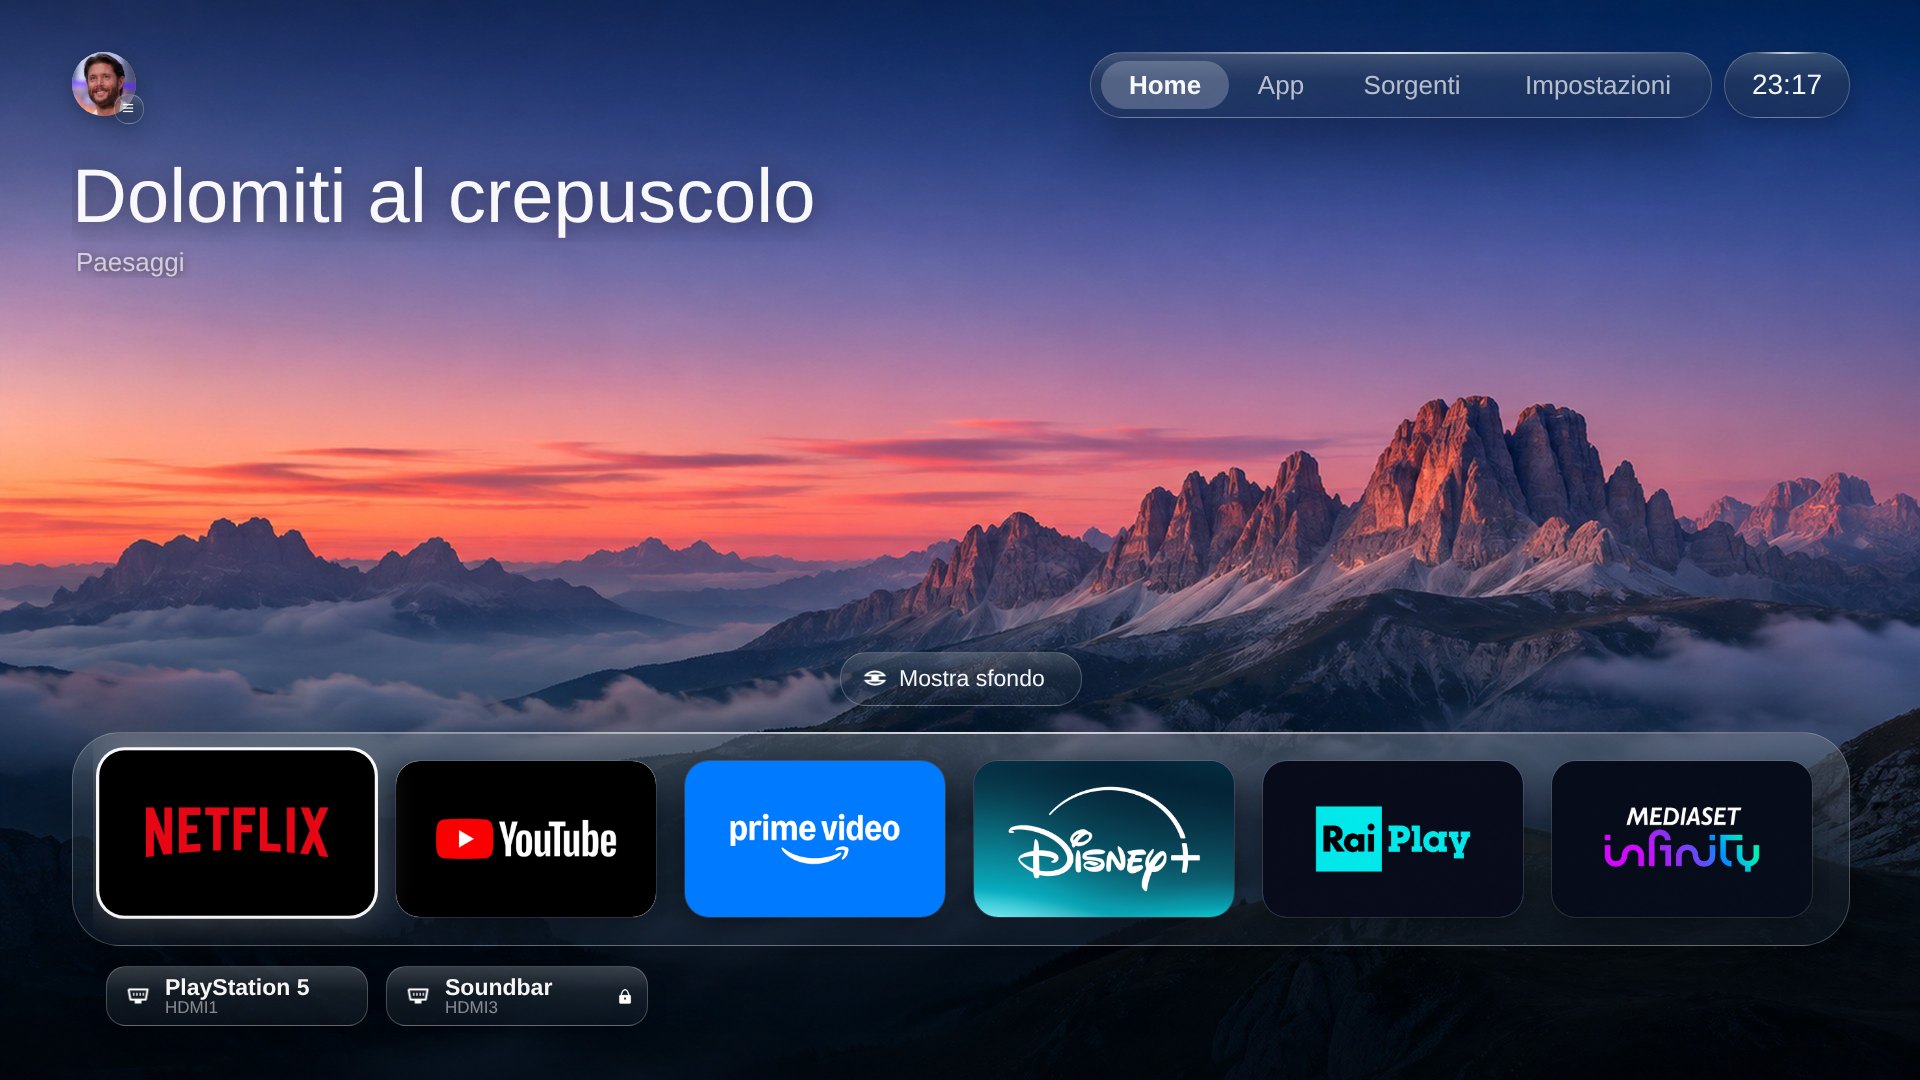 Home
App
Sorgenti
Impostazioni
23:17
Dolomiti al crepuscolo
Paesaggi
Mostra sfondo
NETFLIX
YouTube
prime video
Disney+
Rai Play
MEDIASET
infinity
PlayStation 5
HDMI1
Soundbar
HDMI3